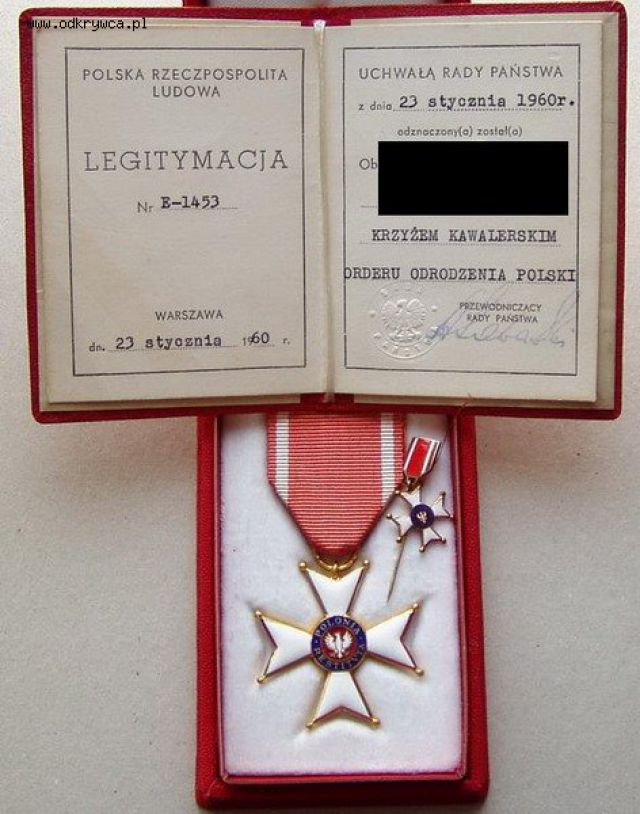 www.odkrywca.pl
POLSKA RZECZPOSPOLITA
LUDOWA
LEGITYMACJA
Nr E-1453
WARSZAWA
dn. 23 stycznia 1960 r.
UCHWAŁĄ RADY PAŃSTWA
z dnia 23 stycznia 1960r.
odznaczony(a) został(a)
Ob
KRZYŻEM KAWALERSKIM
ORDERU ODRODZENIA POLSKI
PRZEWODNICZĄCY
RADY PAŃSTWA
POLONIA
RESTITUTA